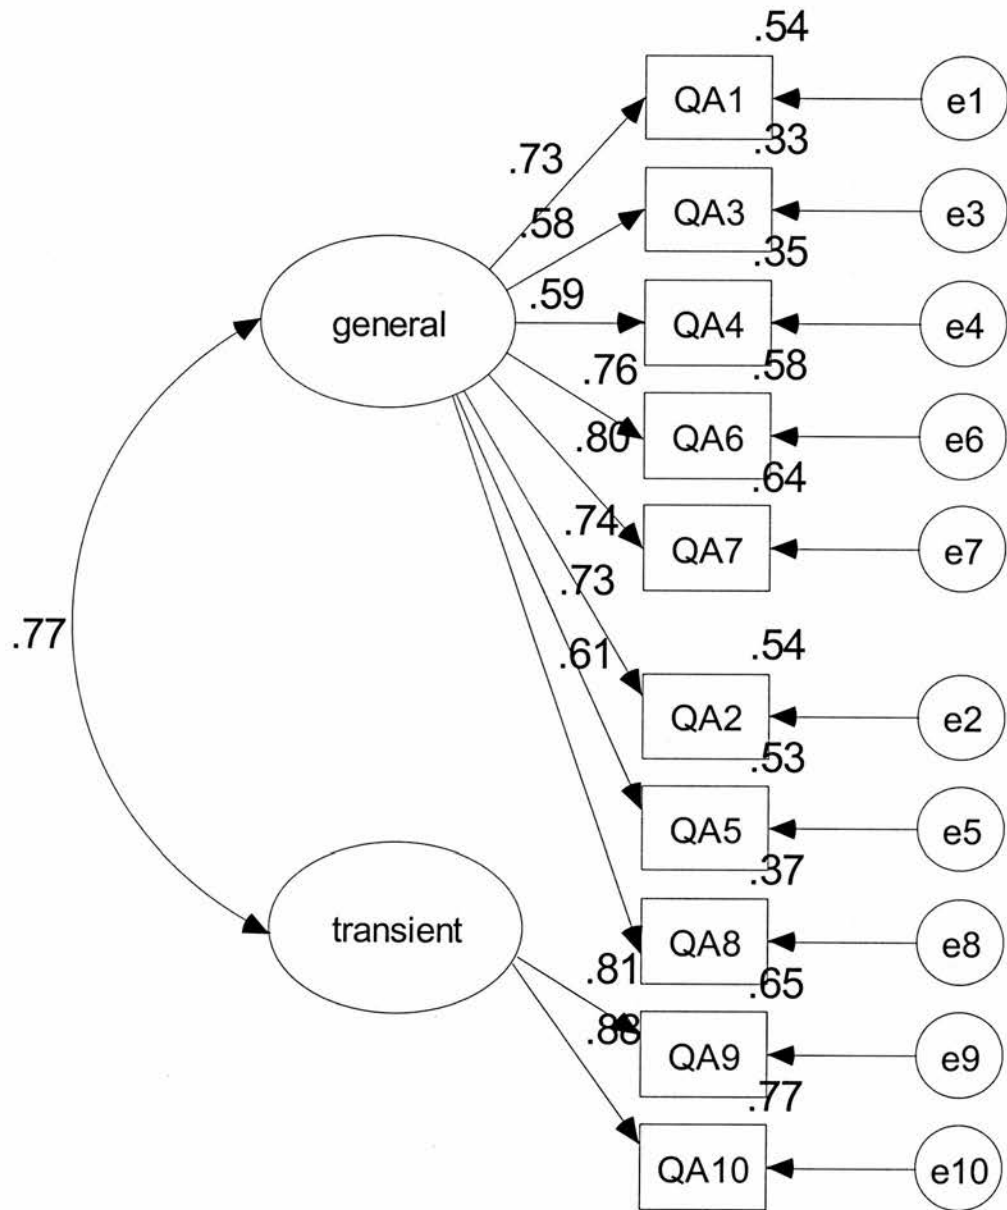 .54
QA1
e1
.33
.73
QA3
e3
.58
.35
.59
general
QA4
e4
.58
.76
QA6
e6
.80
.64
.74
QA7
e7
.73
.77
.61
.54
QA2
e2
.53
QA5
e5
.37
transient
QA8
e8
.81
.65
.88
QA9
e9
.77
QA10
e10